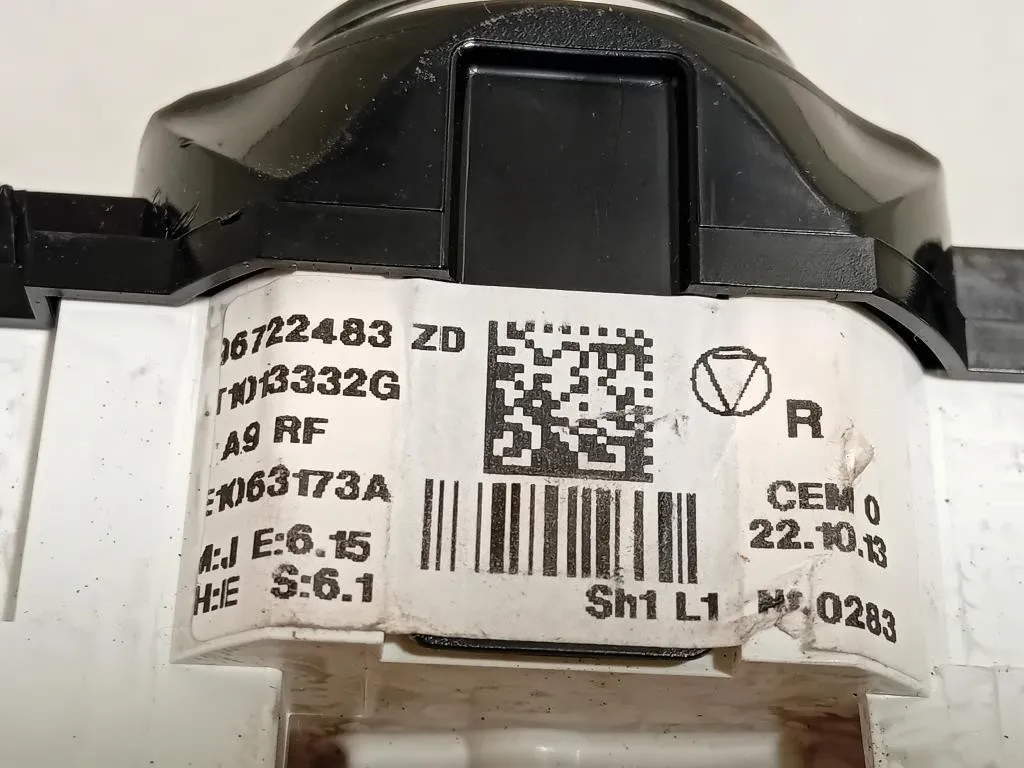 96722483 ZD
T1013332G
A9 RF
E1063173A
M:J E:6.15
H:E S:6.1
R
CEM 0
22.10.13
Sh1 L1 0283